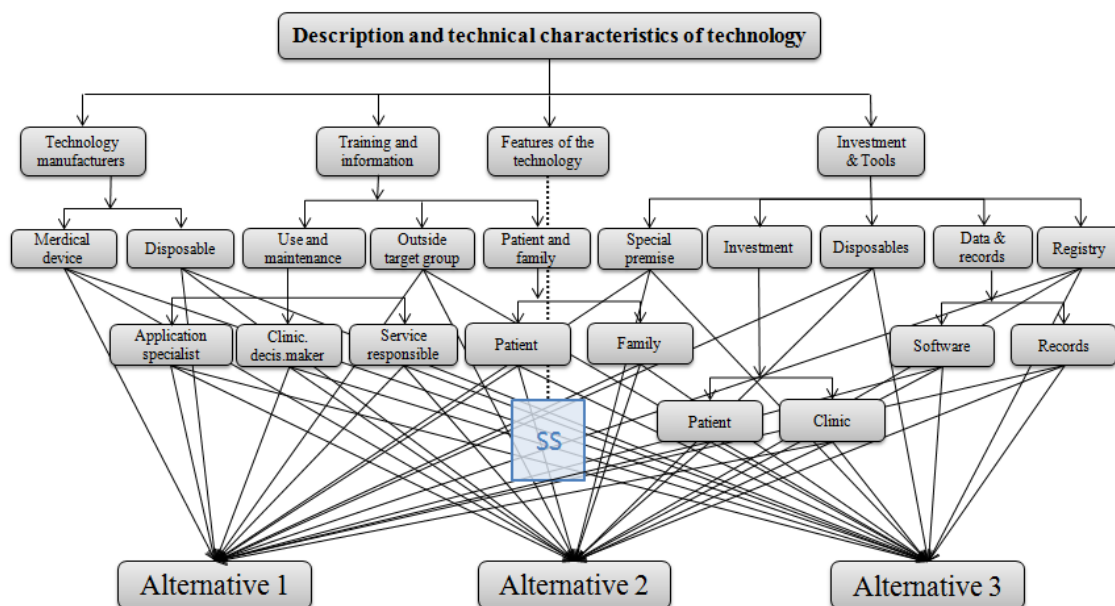 Description and technical characteristics of technology
Technology
manufacturers
Training and
information
Features of the
technology
Investment
& Tools
Merdical
device
Disposable
Use and
maintenance
Outside
target group
Patient and
family
Special
premise
Investment
Disposables
Data &
records
Registry
Application
specialist
Clinic.
decis.maker
Service
responsible
Patient
Family
Software
Records
Patient
Clinic
SS
Alternative 1
Alternative 2
Alternative 3